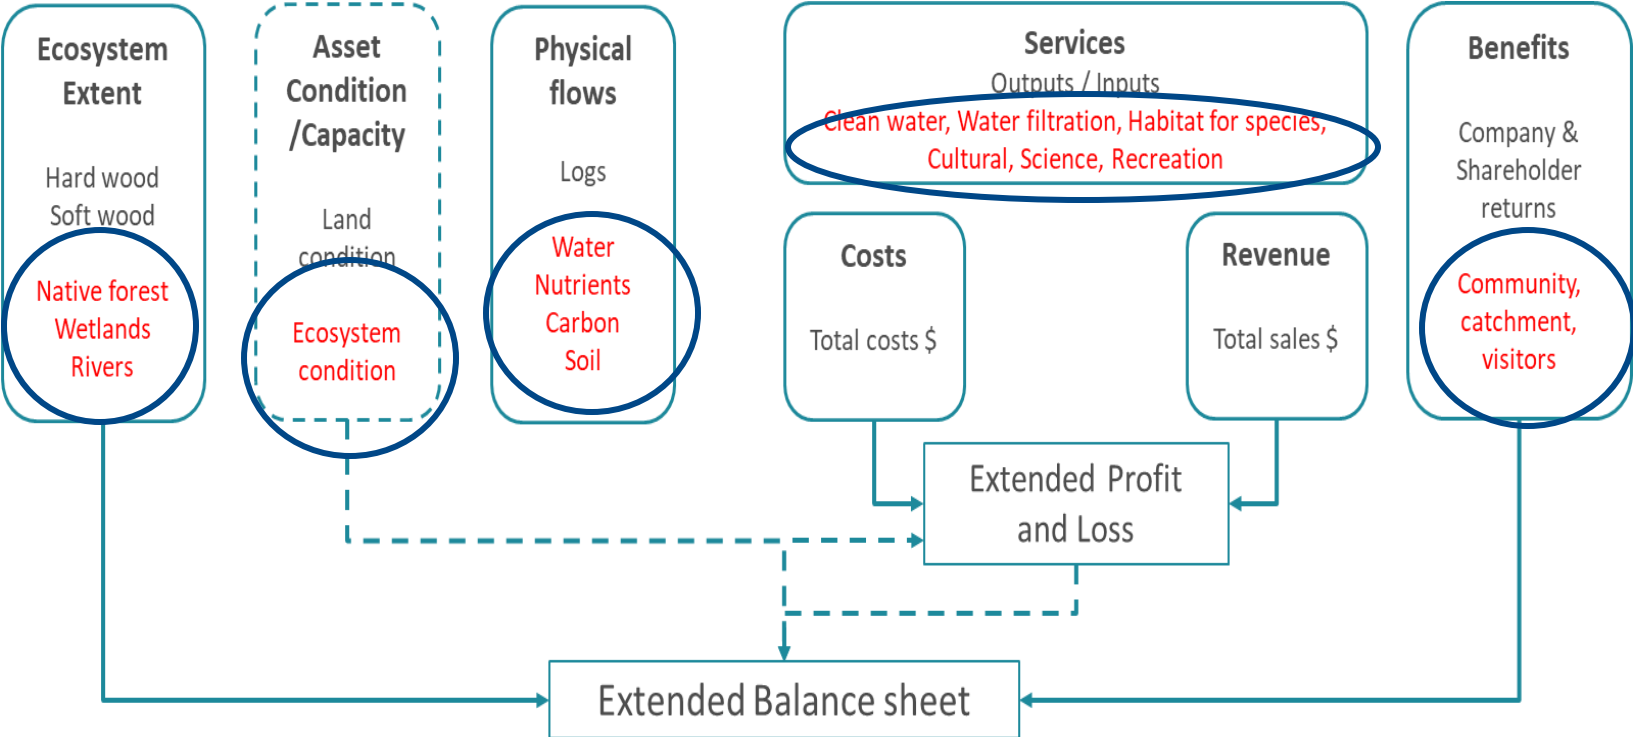 Ecosystem
Extent
Hard wood
Soft wood
Native forest
Wetlands
Rivers
Asset
Condition
/Capacity
Land
condition
Ecosystem
condition
Physical
flows
Logs
Water
Nutrients
Carbon
Soil
Services
Outputs / Inputs
Clean water, Water filtration, Habitat for species,
Cultural, Science, Recreation
Costs
Total costs $
Revenue
Total sales $
Benefits
Company &
Shareholder
returns
Community,
catchment,
visitors
Extended Profit
and Loss
Extended Balance sheet